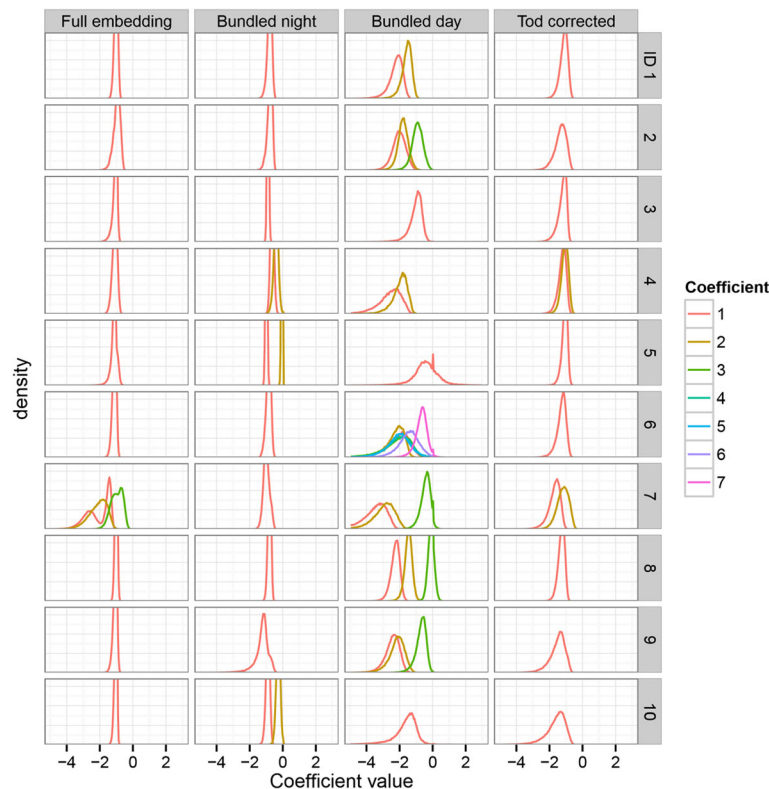 Full embedding Bundled night Bundled day Tod corrected
ID 1
2
3
4
5
6
7
8
9
10
density
Coefficient
1
2
3
4
5
6
7
−4 −2 0 2 −4 −2 0 2 −4 −2 0 2 −4 −2 0 2
Coefficient value